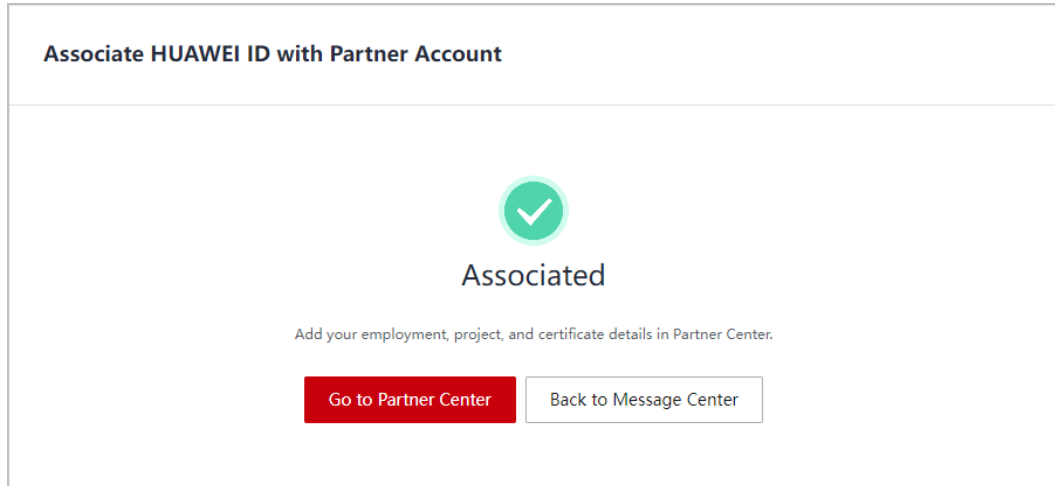 Associate HUAWEI ID with Partner Account
Associated
Add your employment, project, and certificate details in Partner Center.
Go to Partner Center
Back to Message Center